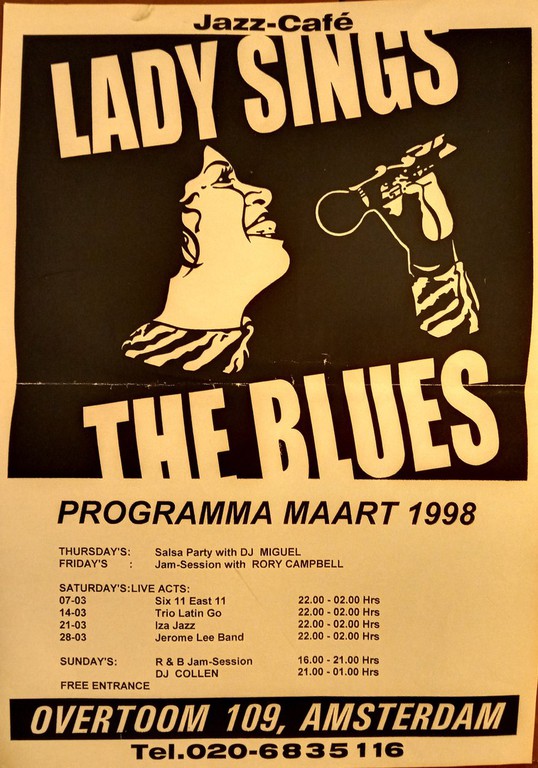 Jazz-Café
LADY SINGS
THE BLUES
PROGRAMMA MAART 1998
THURSDAY'S: Salsa Party with DJ MIGUEL
FRIDAY'S : Jam-Session with RORY CAMPBELL
SATURDAY'S:LIVE ACTS:
07-03 Six 11 East 11 22.00 - 02.00 Hrs
14-03 Trio Latin Go 22.00 - 02.00 Hrs
21-03 Iza Jazz 22.00 - 02.00 Hrs
28-03 Jerome Lee Band 22.00 - 02.00 Hrs
SUNDAY'S: R & B Jam-Session 16.00 - 21.00 Hrs
DJ COLLEN 21.00 - 01.00 Hrs
FREE ENTRANCE
OVERTOOM 109, AMSTERDAM
Tel.020-6835116